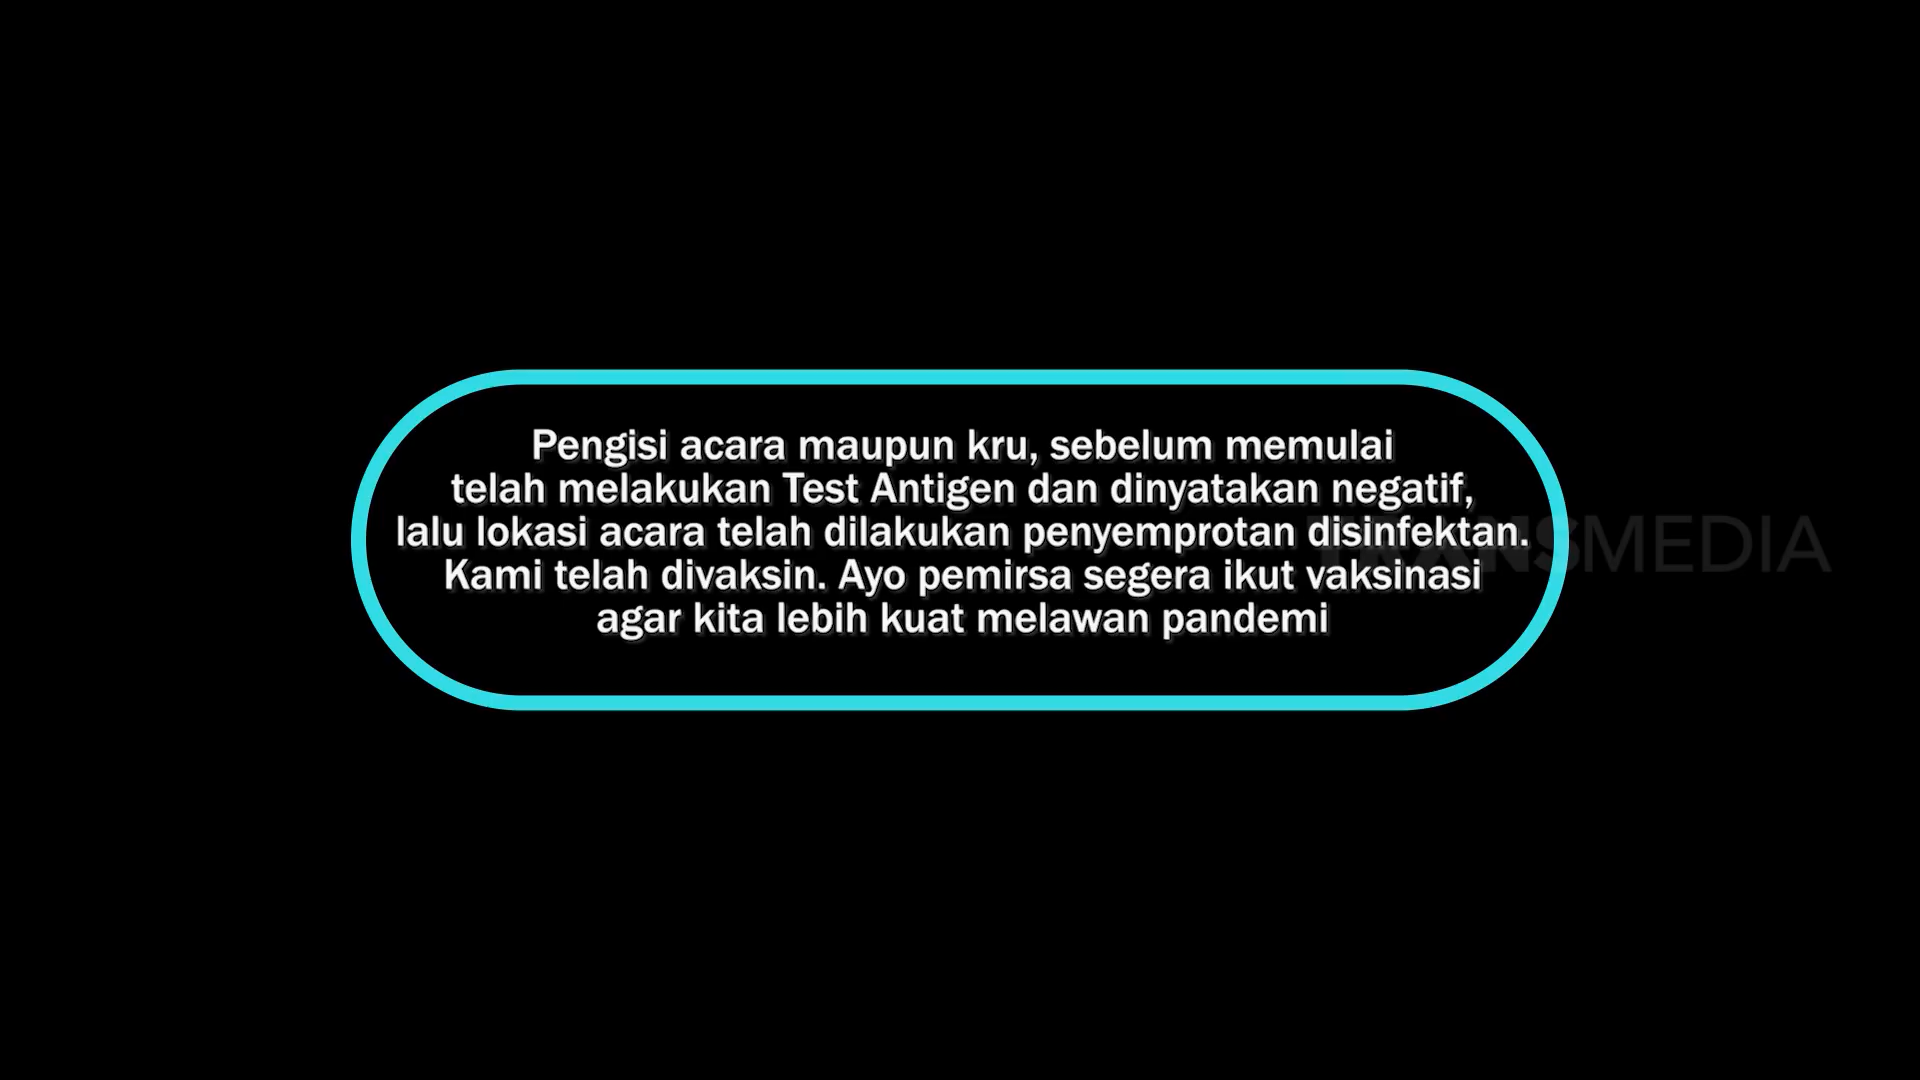 Pengisi acara maupun kru, sebelum memulai
telah melakukan Test Antigen dan dinyatakan negatif,
lalu lokasi acara telah dilakukan penyemprotan disinfektan.
Kami telah divaksin. Ayo pemirsa segera ikut vaksinasi
agar kita lebih kuat melawan pandemi
TRANSMEDIA